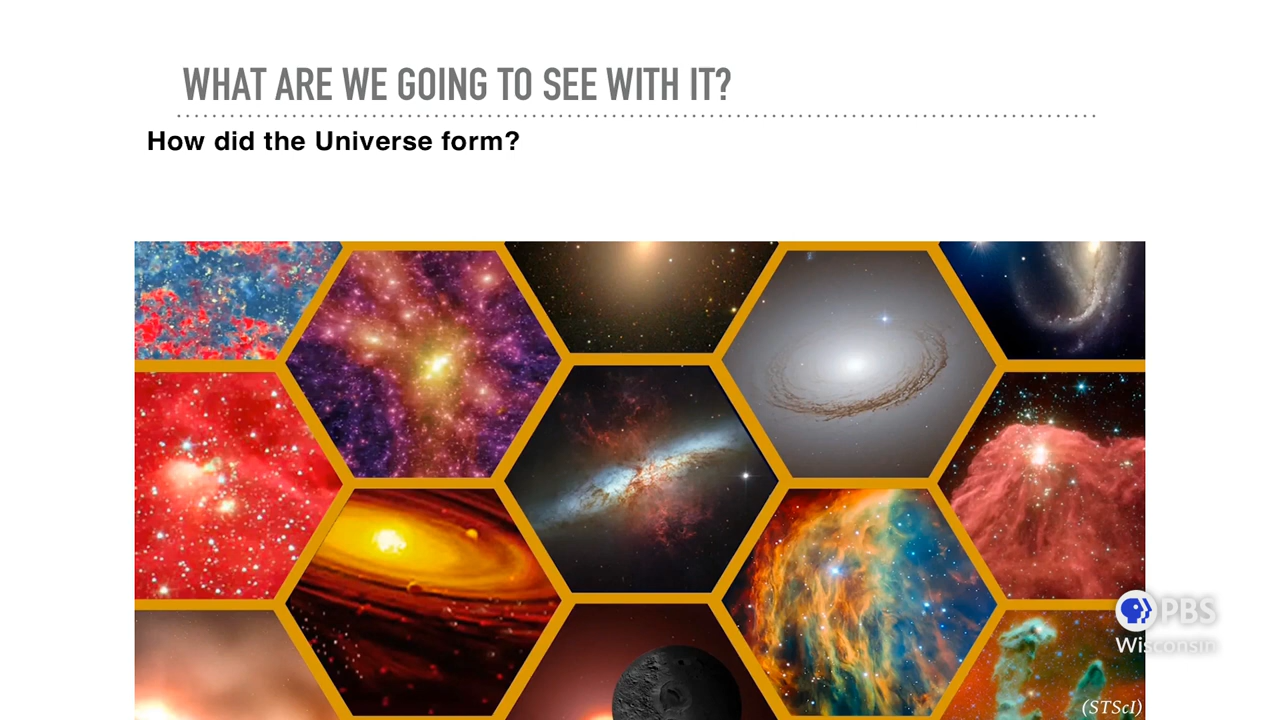 WHAT ARE WE GOING TO SEE WITH IT?
How did the Universe form?
PBS
Wisconsin
(STScI)